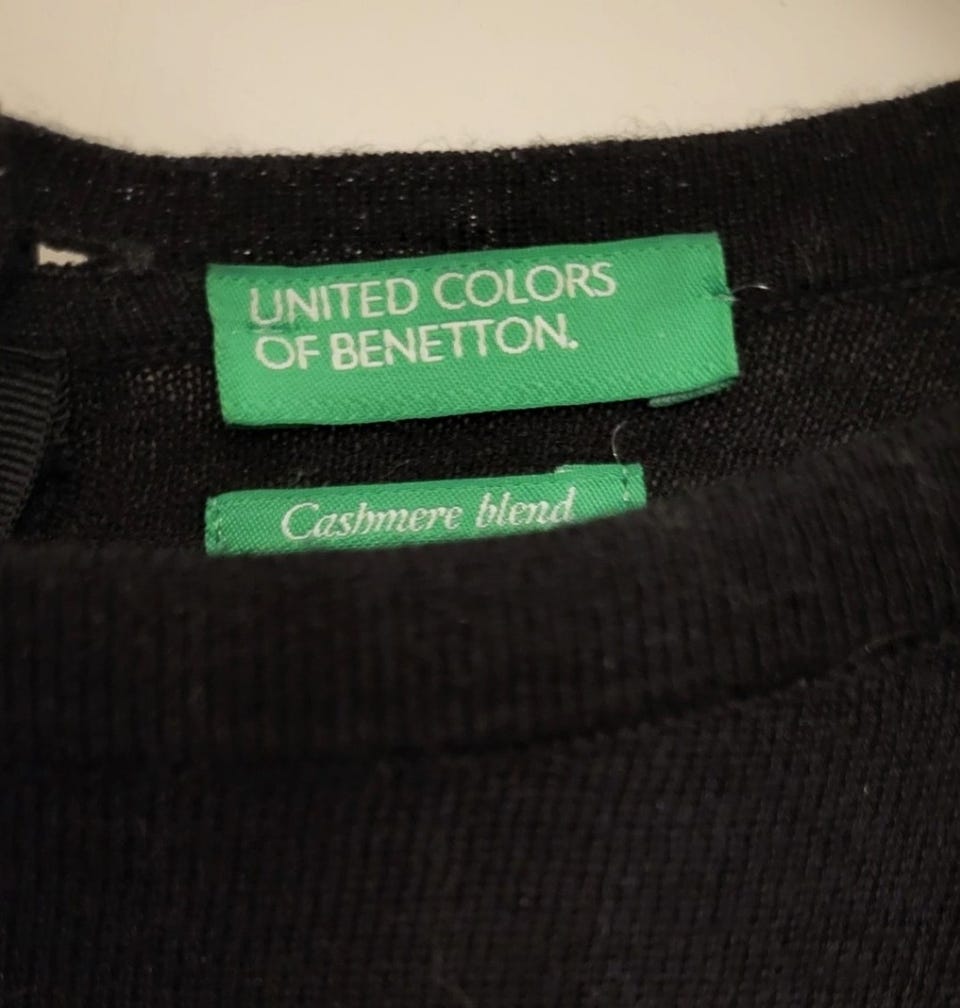 UNITED COLORS
OF BENETTON.
Cashmere blend